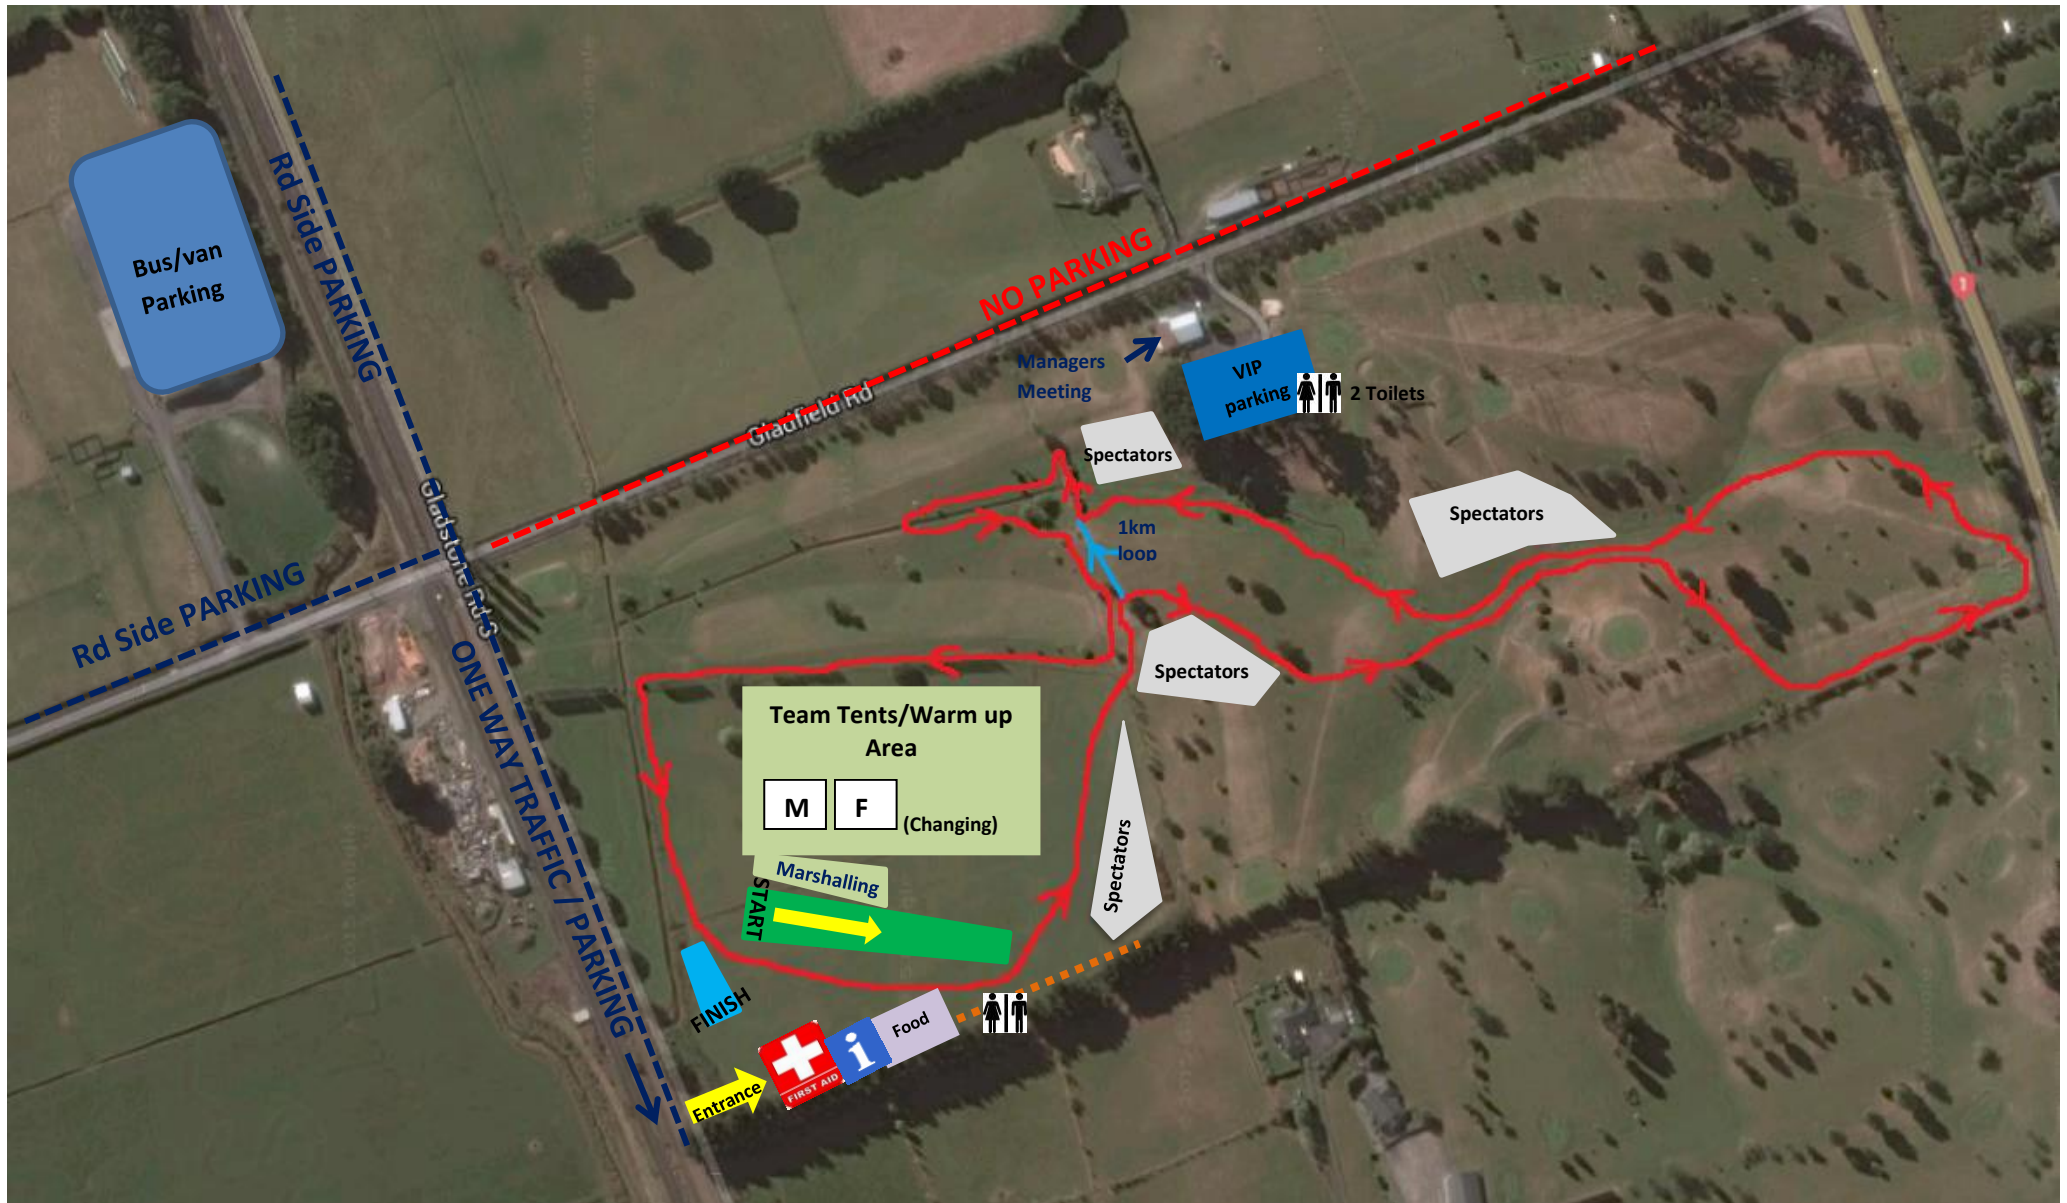 Rd Side PARKING
Bus/van
Parking
NO PARKING
1
Managers
Meeting
VIP
parking
2 Toilets
Gladfield Rd
Spectators
Gladstone Rd S
Spectators
1km
loop
Rd Side PARKING
Spectators
ONE WAY TRAFFIC / PARKING
Team Tents/Warm up
Area
M
F
(Changing)
Spectators
Marshalling
START
FINISH
Food
i
FIRST AID
Entrance